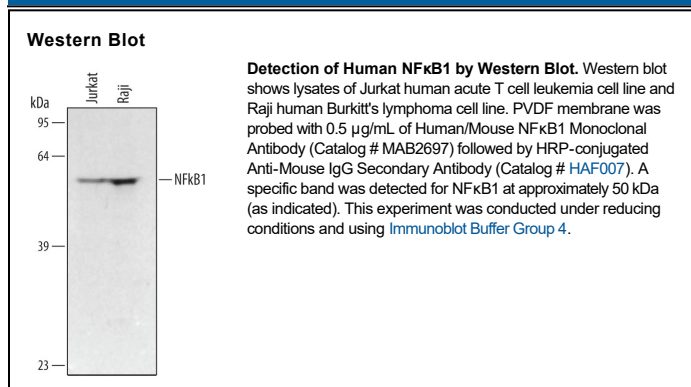 Western Blot
Jurkat
Raji
kDa
95
64
NFκB1
39
23
Detection of Human NFκB1 by Western Blot. Western blot
shows lysates of Jurkat human acute T cell leukemia cell line and
Raji human Burkitt's lymphoma cell line. PVDF membrane was
probed with 0.5 µg/mL of Human/Mouse NFκB1 Monoclonal
Antibody (Catalog # MAB2697) followed by HRP-conjugated
Anti-Mouse IgG Secondary Antibody (Catalog # HAF007). A
specific band was detected for NFκB1 at approximately 50 kDa
(as indicated). This experiment was conducted under reducing
conditions and using Immunoblot Buffer Group 4.